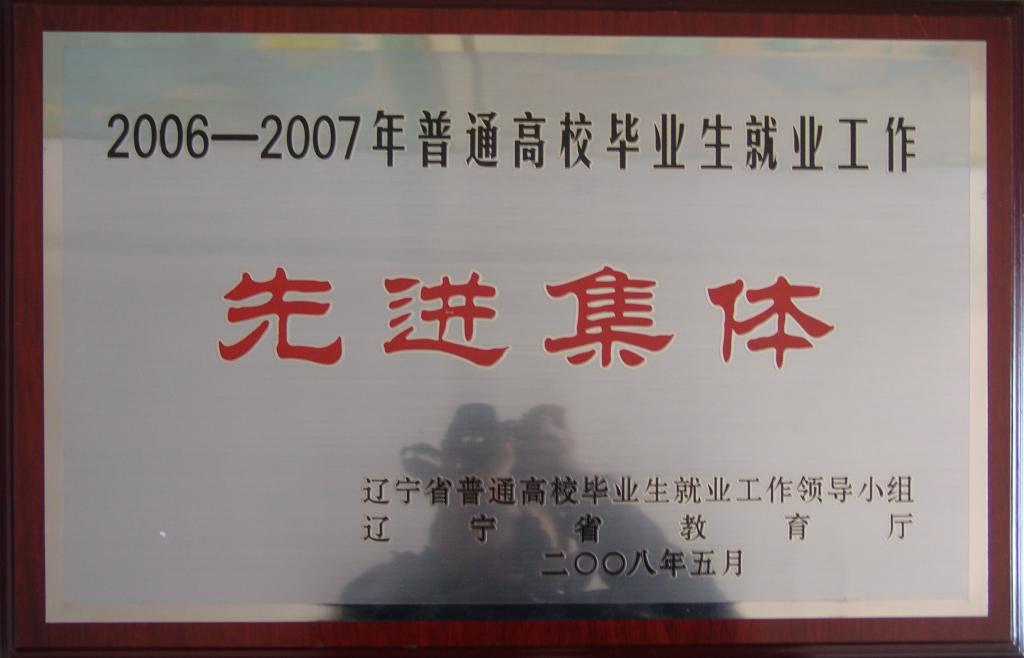 2006—2007年普通高校毕业生就业工作
先进集体
辽宁省普通高校毕业生就业工作领导小组
辽宁省教育厅
二〇〇八年五月